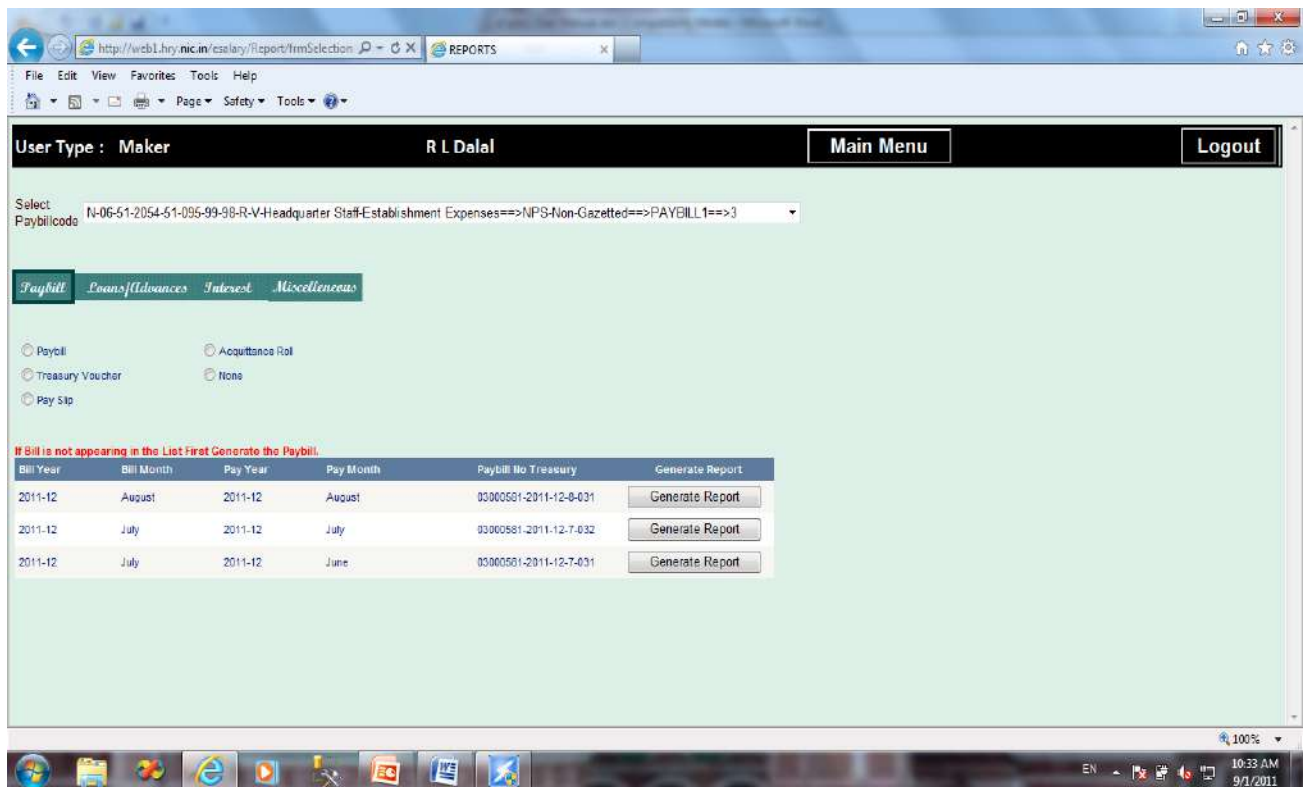 http://web1.hry.nic.in/esalary/Report/frmSelection
REPORTS
File Edit View Favorites Tools Help
Page Safety Tools
User Type : Maker
R L Dalal
Main Menu
Logout
Select
Paybillcode
N-06-51-2054-51-095-99-98-R-V-Headquarter Staff-Establishment Expenses==>NPS-Non-Gazetted==>PAYBILL1==>3
Paybill Loans/Advances Interest Miscelleneous
Paybill Acquittance Roll
Treasury Voucher None
Pay Slip
If Bill is not appearing in the List First Generate the Paybill.
Bill Year Bill Month Pay Year Pay Month Paybill No Treasury Generate Report
2011-12 August 2011-12 August 03000581-2011-12-8-031 Generate Report
2011-12 July 2011-12 July 03000581-2011-12-7-032 Generate Report
2011-12 July 2011-12 June 03000581-2011-12-7-031 Generate Report
100%
EN
10:33 AM
9/1/2011